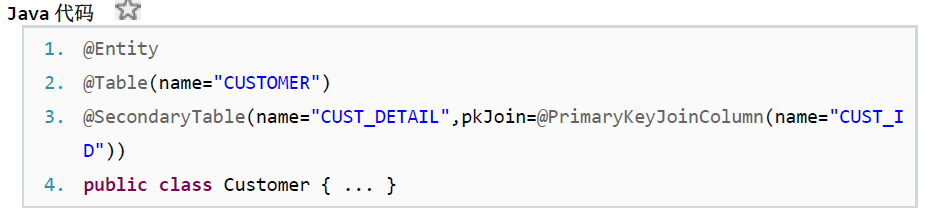 Java 代码
1. @Entity
2. @Table(name="CUSTOMER")
3. @SecondaryTable(name="CUST_DETAIL",pkJoin=@PrimaryKeyJoinColumn(name="CUST_I
D"))
4. public class Customer { ... }